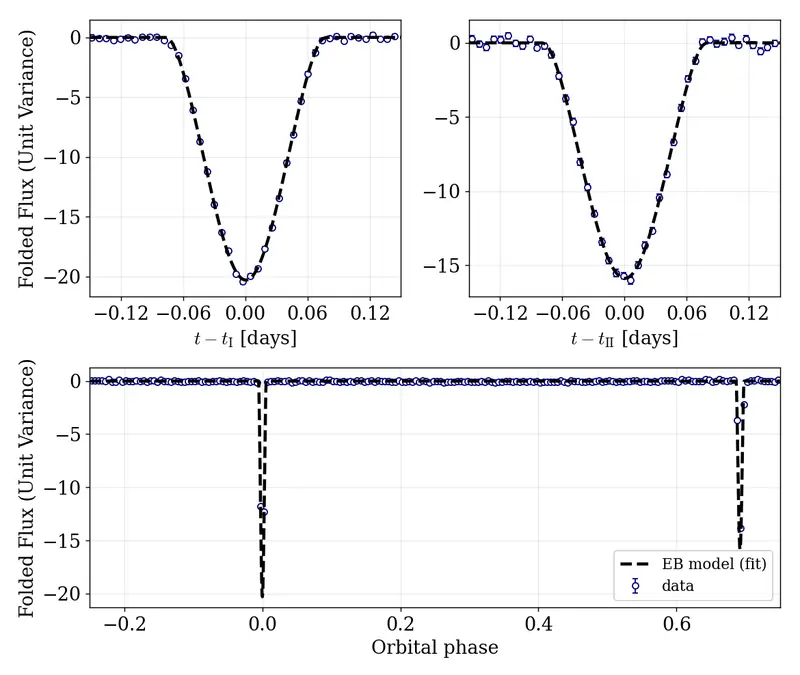 Folded Flux (Unit Variance)
0
−5
−10
−15
−20
−0.12 −0.06 0.00 0.06 0.12
t − tI [days]
0
−5
−10
−15
−0.12 −0.06 0.00 0.06 0.12
t − tII [days]
Folded Flux (Unit Variance)
0
−5
−10
−15
−20
−0.2 0.0 0.2 0.4 0.6
Orbital phase
EB model (fit)
data